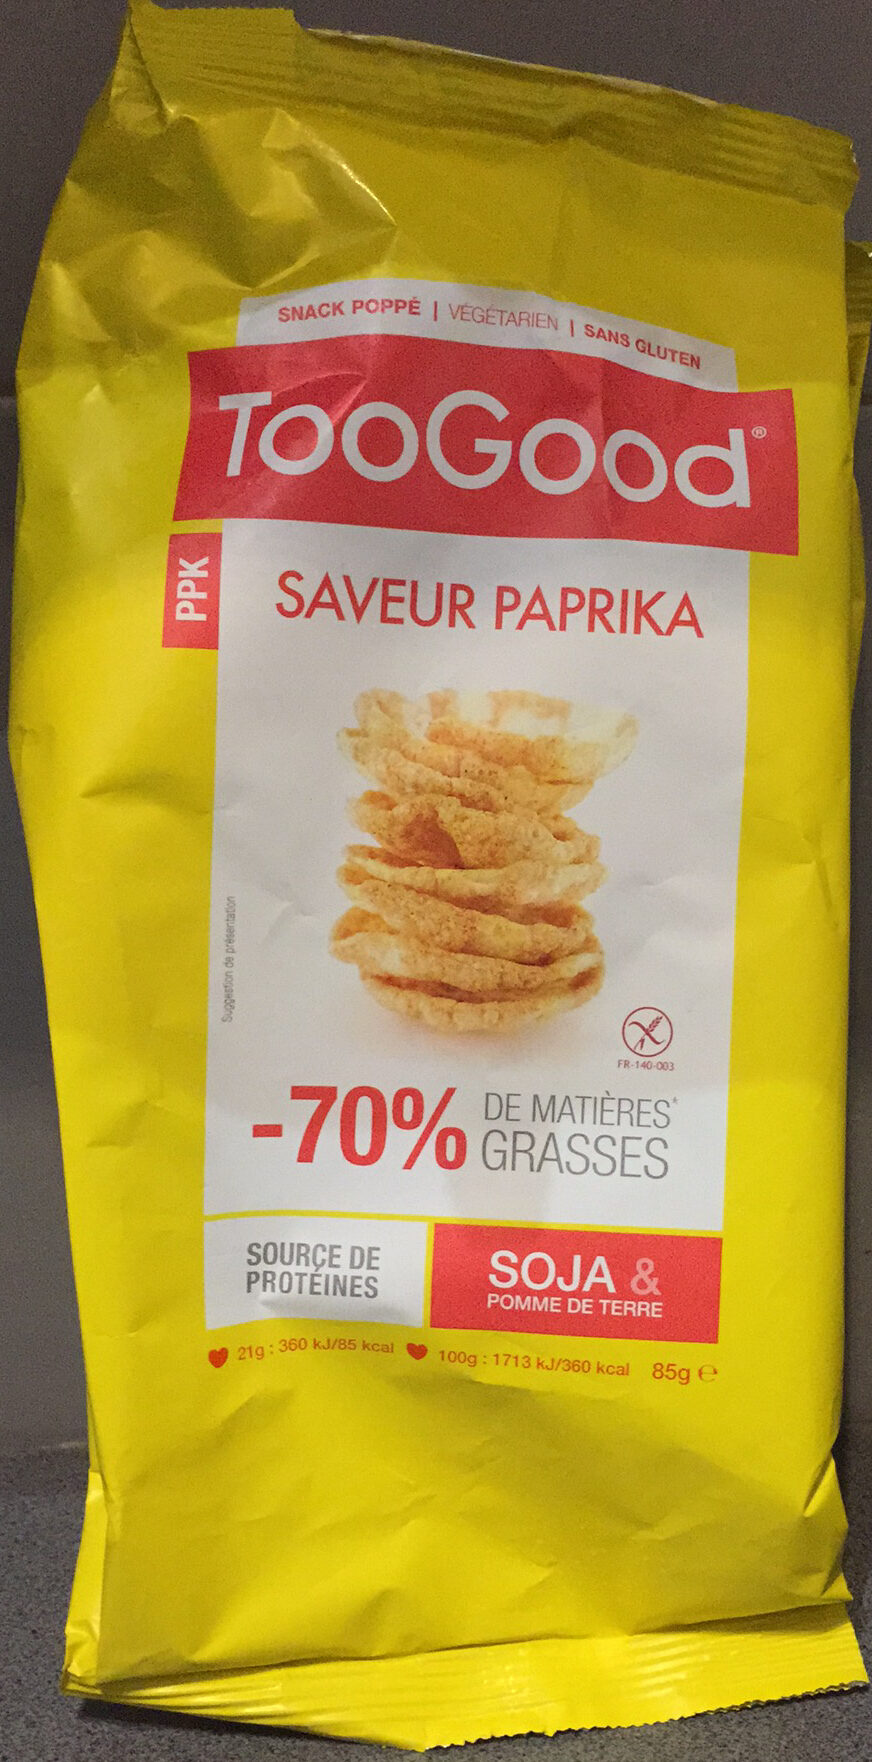 SNACK POPPÉ | VÉGÉTARIEN | SANS GLUTEN
TooGood®
PPK
SAVEUR PAPRIKA
Suggestion de présentation
FR-140-003
-70% DE MATIÈRES*
GRASSES
SOURCE DE
PROTÉINES
SOJA &
POMME DE TERRE
21g : 360 kJ/85 kcal 100g : 1713 kJ/360 kcal 85g ℮